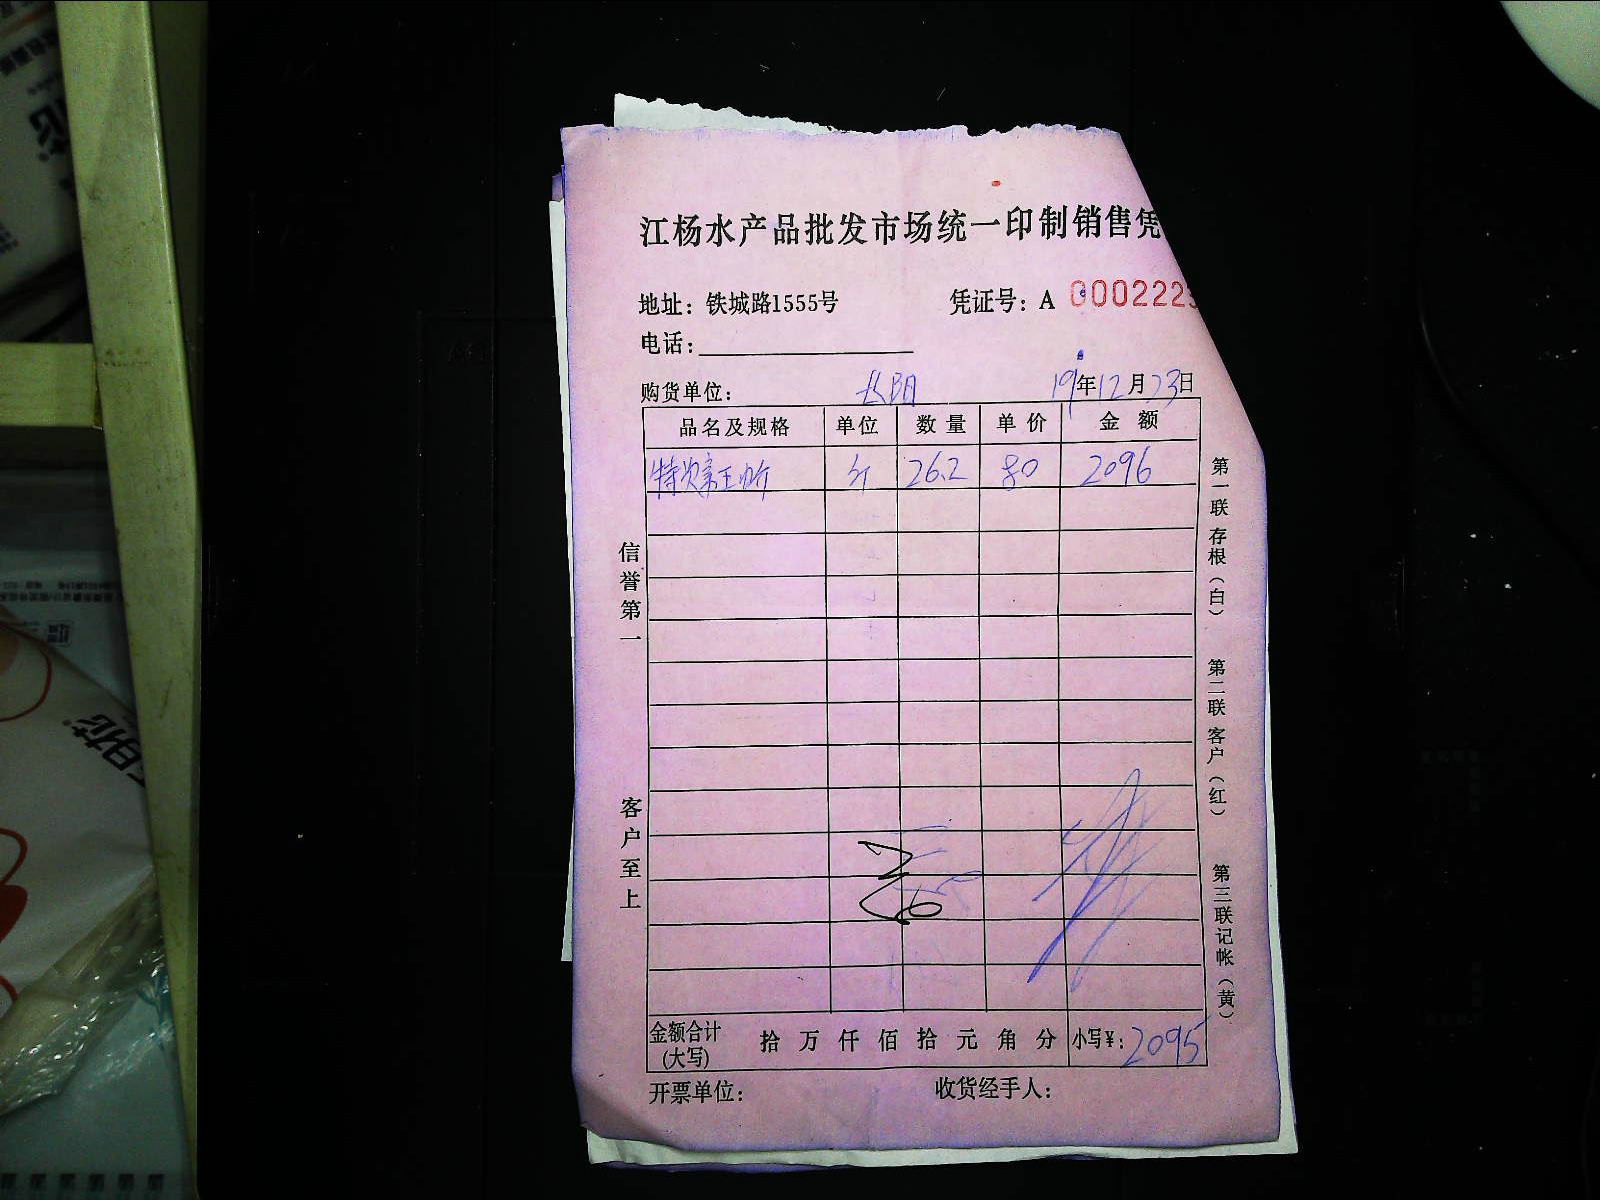 江杨水产品批发市场统一印制销售凭
地址：铁城路1555号 凭证号：A 000222
电话：
购货单位： 长阳 19年12月23日
品名及规格 单位 数量 单价 金额
斤 26.2 80 2096
信誉第一
客户至上
第一联存根（白）
第二联客户（红）
第三联记帐（黄）
金额合计（大写） 拾万仟佰拾元角分 小写¥：2095
开票单位： 收货经手人：